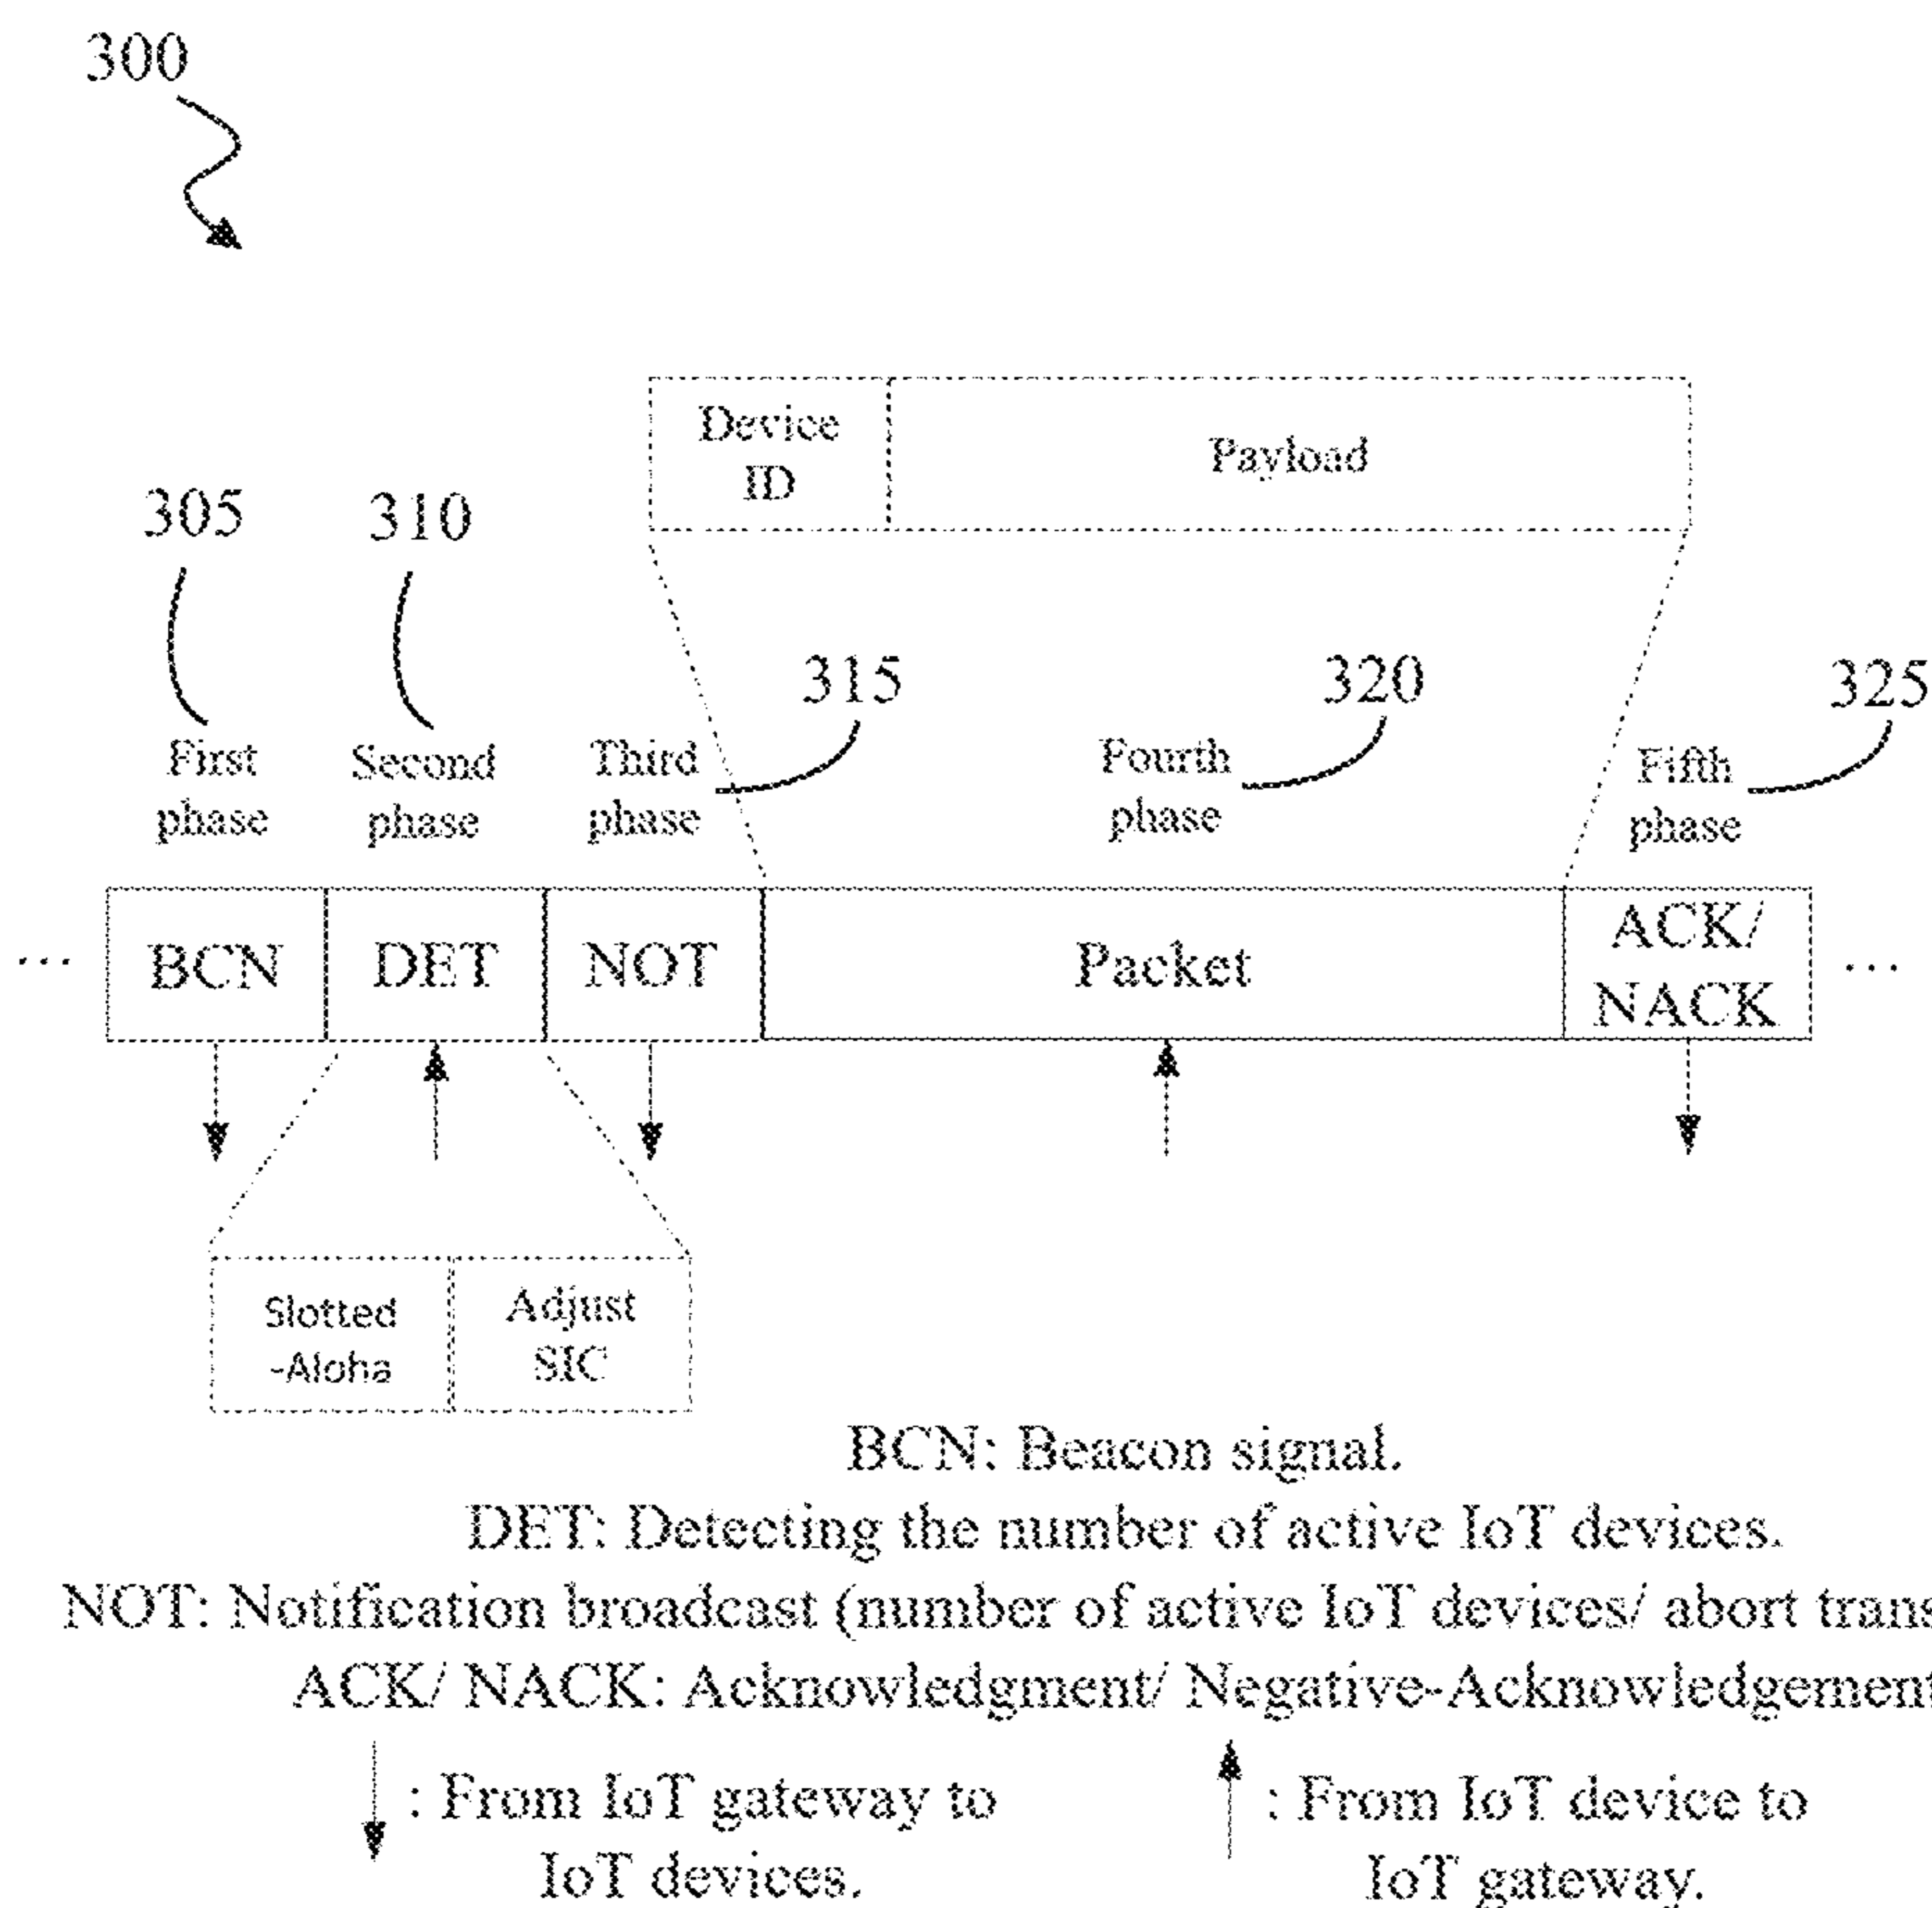 300
Device
ID
Payload
305
310
315
320
325
First
phase
Second
phase
Third
phase
Fourth
phase
Fifth
phase
...
BCN
DET
NOT
Packet
ACK/
NACK
...
Slotted
-Aloha
Adjust
SIC
BCN: Beacon signal.
DET: Detecting the number of active IoT devices.
NOT: Notification broadcast (number of active IoT devices/ abort trans
ACK/ NACK: Acknowledgment/ Negative-Acknowledgement
: From IoT gateway to
IoT devices.
: From IoT device to
IoT gateway.